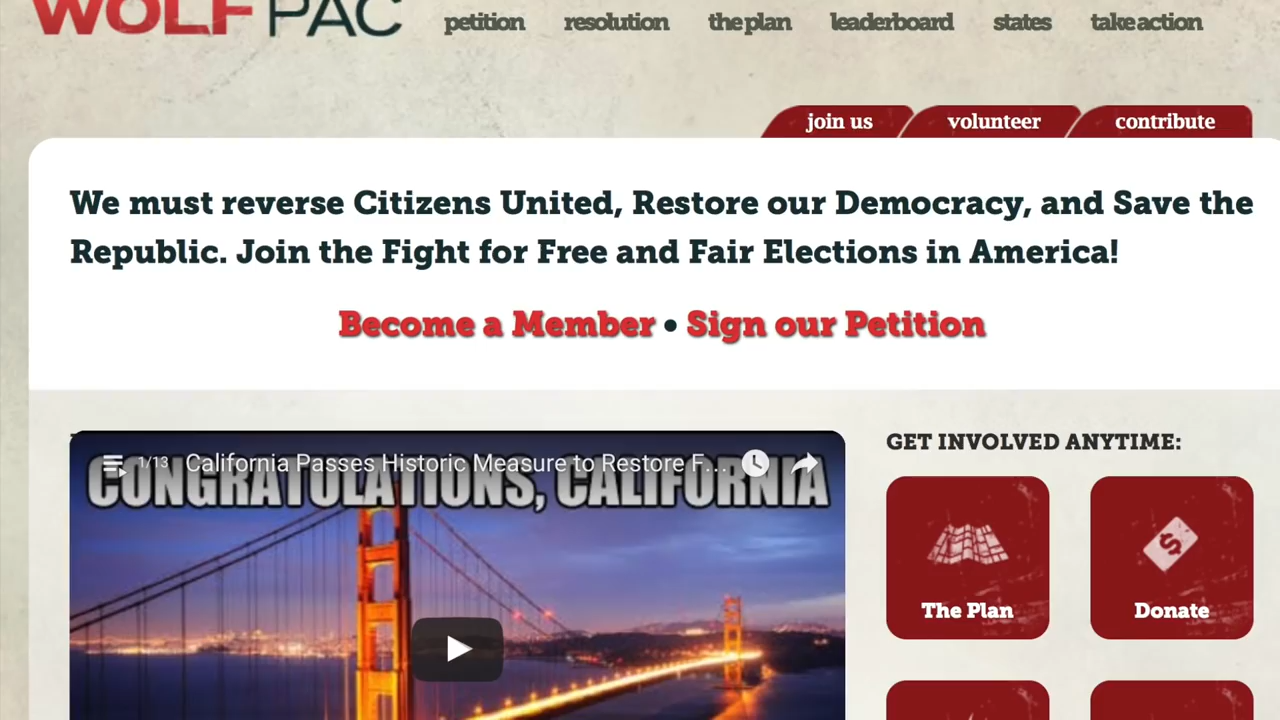 WOLF PAC
petition resolution the plan leaderboard states take action
join us volunteer contribute
We must reverse Citizens United, Restore our Democracy, and Save the
Republic. Join the Fight for Free and Fair Elections in America!
Become a Member • Sign our Petition
1/13 California Passes Historic Measure to Restore F...
CONGRATULATIONS, CALIFORNIA
GET INVOLVED ANYTIME:
The Plan
Donate